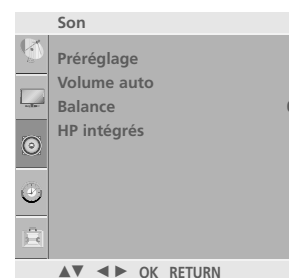 Son
Préréglage
Volume auto
Balance
HP intégrés
▲▼ ◄► OK RETURN